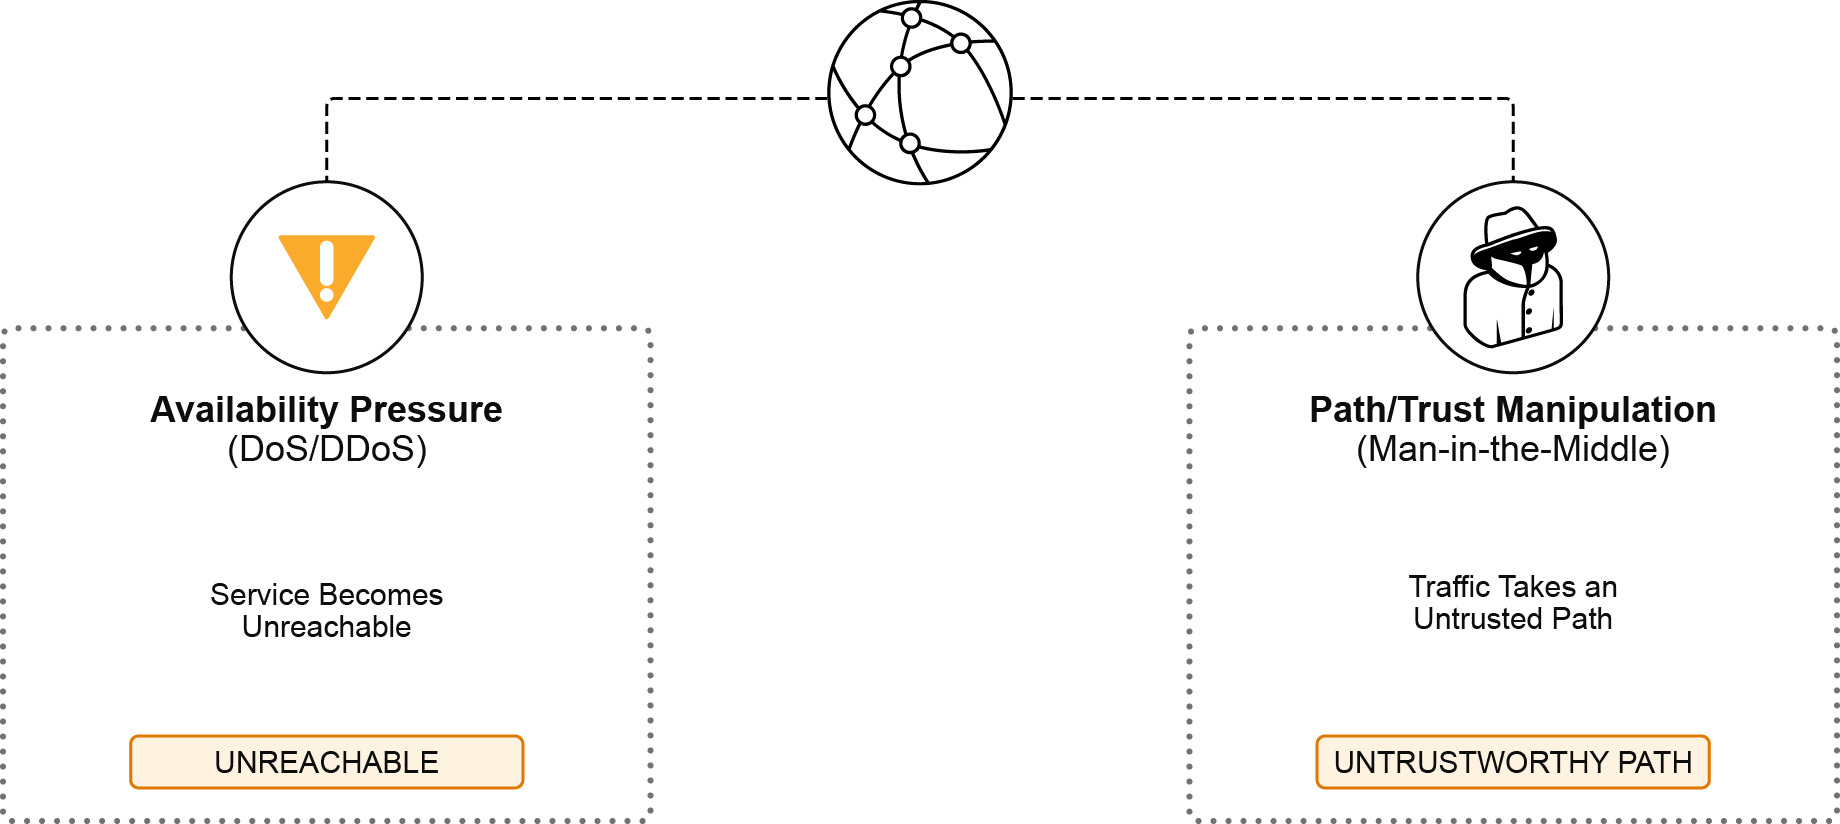 Availability Pressure
(DoS/DDoS)
Service Becomes
Unreachable
UNREACHABLE
Path/Trust Manipulation
(Man-in-the-Middle)
Traffic Takes an
Untrusted Path
UNTRUSTWORTHY PATH